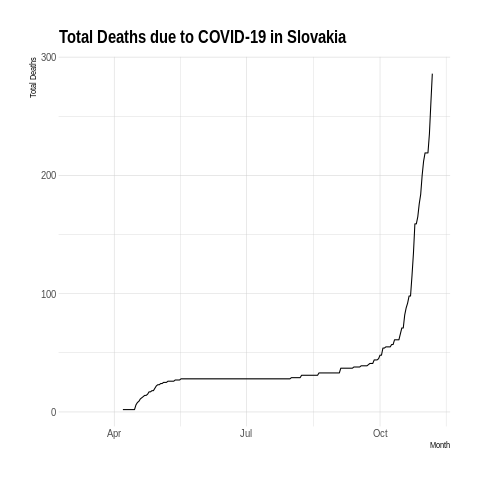 Total Deaths due to COVID-19 in Slovakia
Total Deaths
300
200
100
0
Apr
Jul
Oct
Month